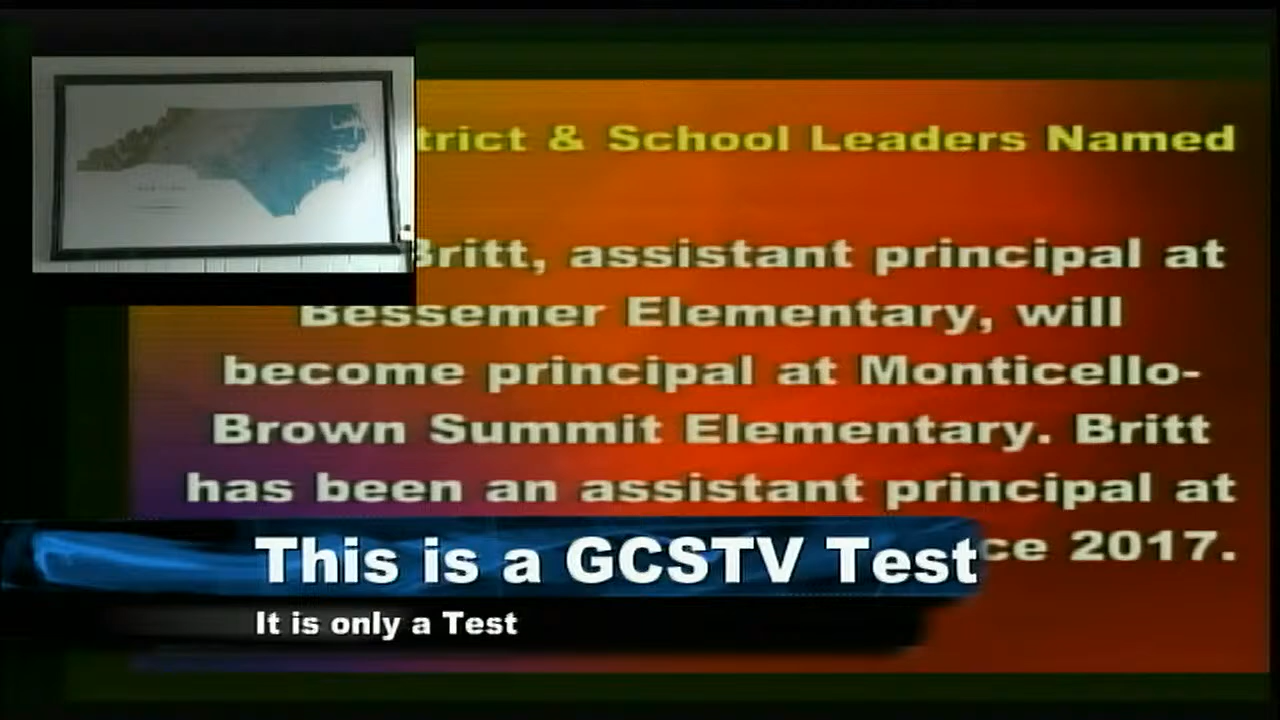 trict & School Leaders Named
Britt, assistant principal at
Bessemer Elementary, will
become principal at Monticello-
Brown Summit Elementary. Britt
has been an assistant principal at
ce 2017.
This is a GCSTV Test
It is only a Test